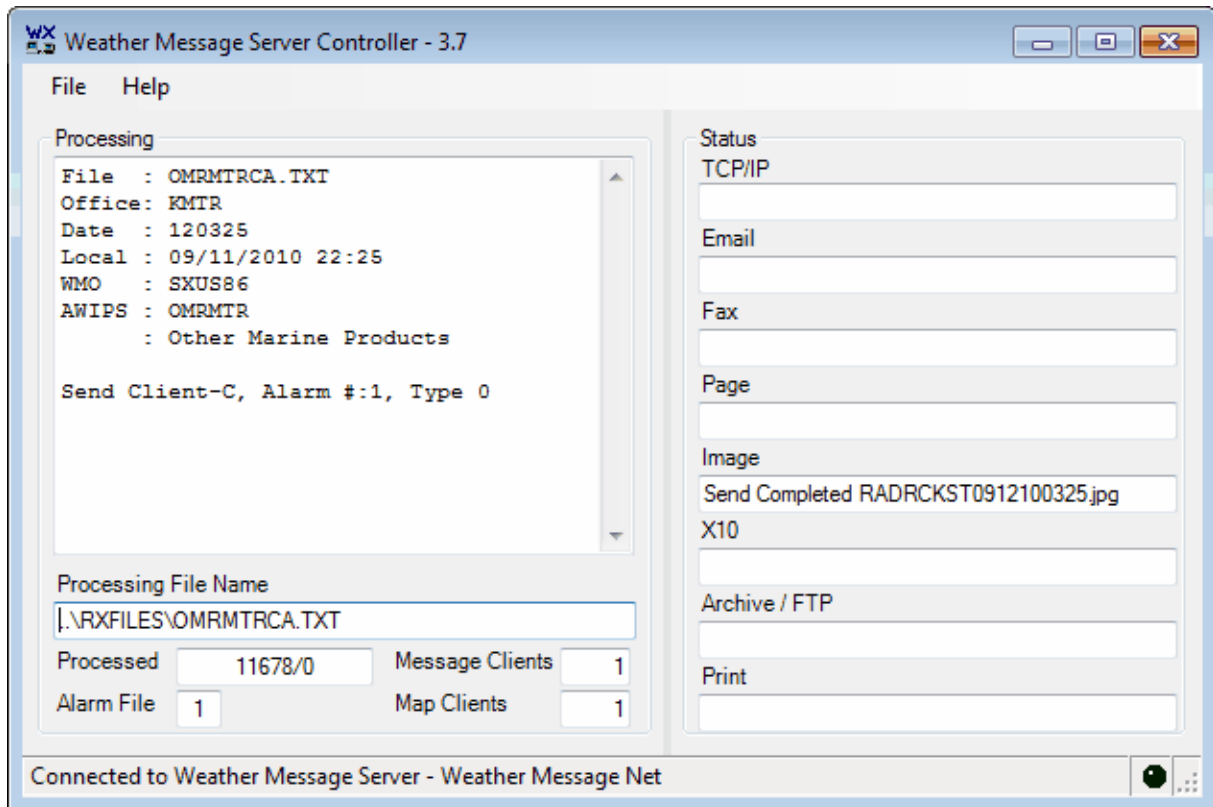 WX
Weather Message Server Controller - 3.7
File Help
Processing
File : OMRMTRCA.TXT
Office: KMTR
Date : 120325
Local : 09/11/2010 22:25
WMO : SXUS86
AWIPS : OMRMTR
: Other Marine Products
Send Client-C, Alarm #:1, Type 0
Processing File Name
..\RXFILES\OMRMTRCA.TXT
Processed 11678/0 Message Clients 1
Alarm File 1 Map Clients 1
Status
TCP/IP
Email
Fax
Page
Image
Send Completed RADRCKST0912100325.jpg
X10
Archive / FTP
Print
Connected to Weather Message Server - Weather Message Net